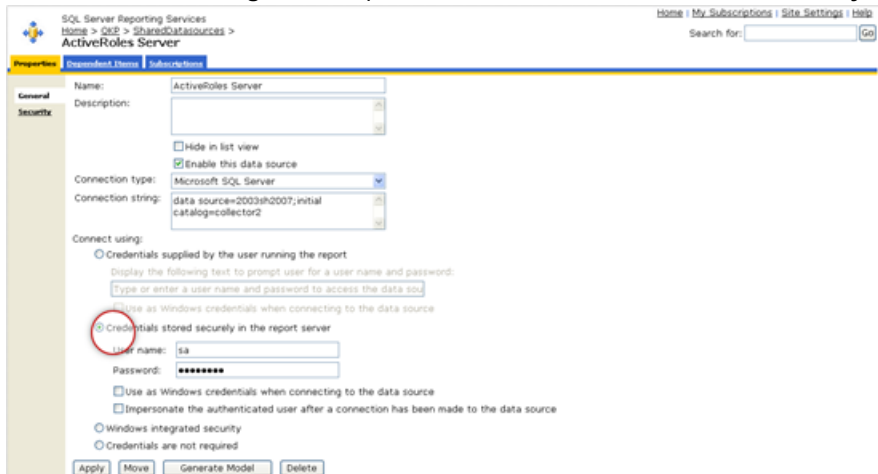 SQL Server Reporting Services
Home | My Subscriptions | Site Settings | Help
Home > QKP > SharedDatasources >
Search for: Go
ActiveRoles Server
Properties Dependent Items Subscriptions
General
Security
Name: ActiveRoles Server
Description:
Hide in list view
Enable this data source
Connection type: Microsoft SQL Server
Connection string: data source=2003sh2007;initial
catalog=collector2
Connect using:
Credentials supplied by the user running the report
Display the following text to prompt user for a user name and password:
Type or enter a user name and password to access the data sou
Use as Windows credentials when connecting to the data source
Credentials stored securely in the report server
User name: sa
Password: ••••••••
Use as Windows credentials when connecting to the data source
Impersonate the authenticated user after a connection has been made to the data source
Windows integrated security
Credentials are not required
Apply Move Generate Model Delete